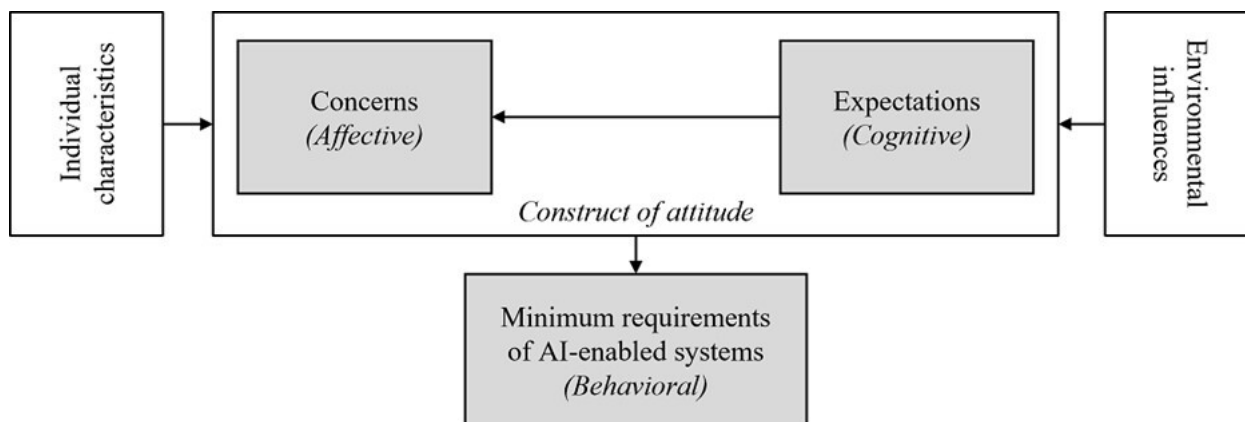 Individual
characteristics
Concerns
(Affective)
Expectations
(Cognitive)
Construct of attitude
Environmental
influences
Minimum requirements
of AI-enabled systems
(Behavioral)